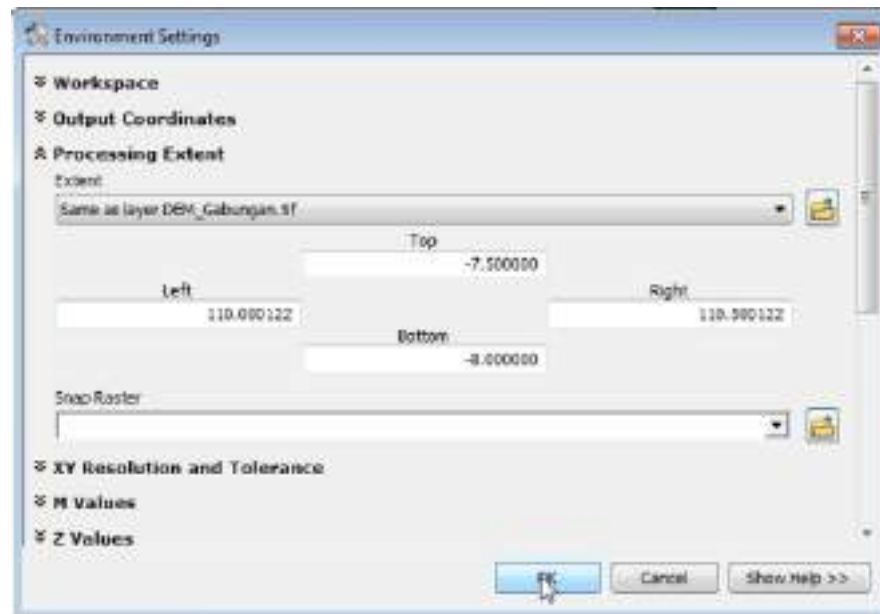 Environment Settings
Workspace
Output Coordinates
Processing Extent
Extent
Same as layer DEM_Gabungan.tif
Top
-7.500000
Left
Right
110.000122
110.500122
Bottom
-8.000000
Snap Raster
XY Resolution and Tolerance
M Values
Z Values
OK
Cancel
Show Help >>